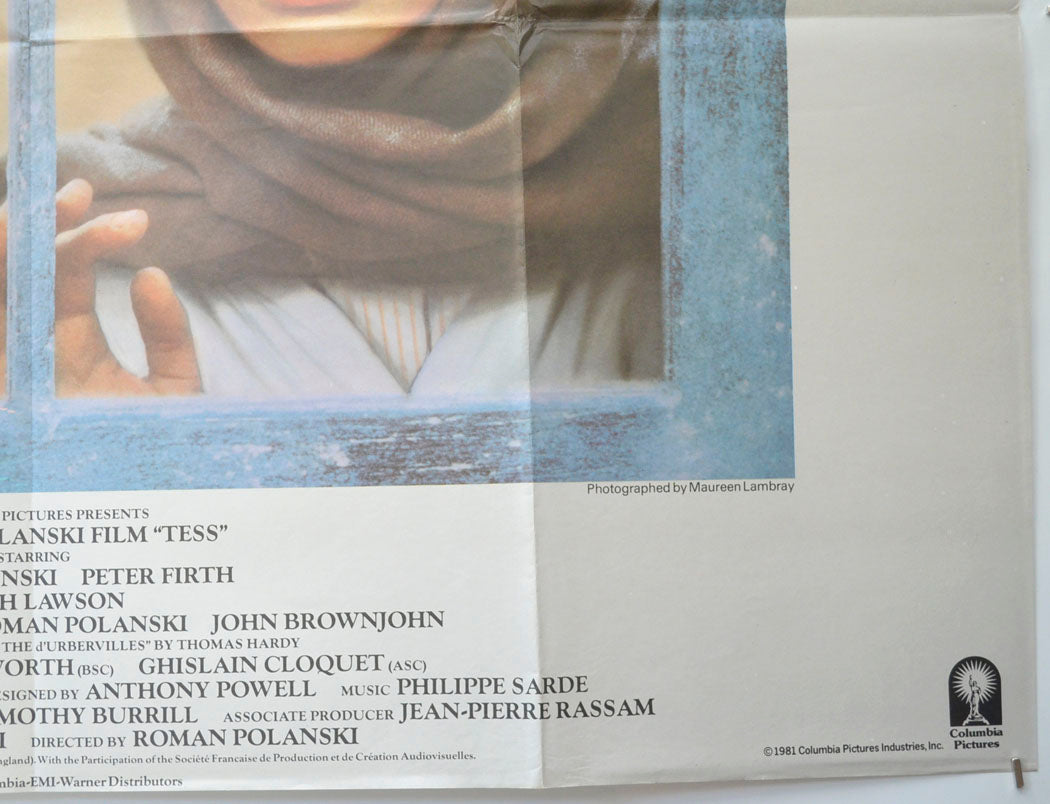 Photographed by Maureen Lambray
PICTURES PRESENTS
LANSKI FILM “TESS”
STARRING
NSKI PETER FIRTH
H LAWSON
OMAN POLANSKI JOHN BROWNJOHN
THE d'URBERVILLES” BY THOMAS HARDY
WORTH (BSC) GHISLAIN CLOQUET (ASC)
ESIGNED BY ANTHONY POWELL MUSIC PHILIPPE SARDE
MOTHY BURRILL ASSOCIATE PRODUCER JEAN-PIERRE RASSAM
I DIRECTED BY ROMAN POLANSKI
ngland). With the Participation of the Société Francaise de Production et de Création Audiovisuelles.
mbia-EMI-Warner Distributors
©1981 Columbia Pictures Industries, Inc.
Columbia
Pictures